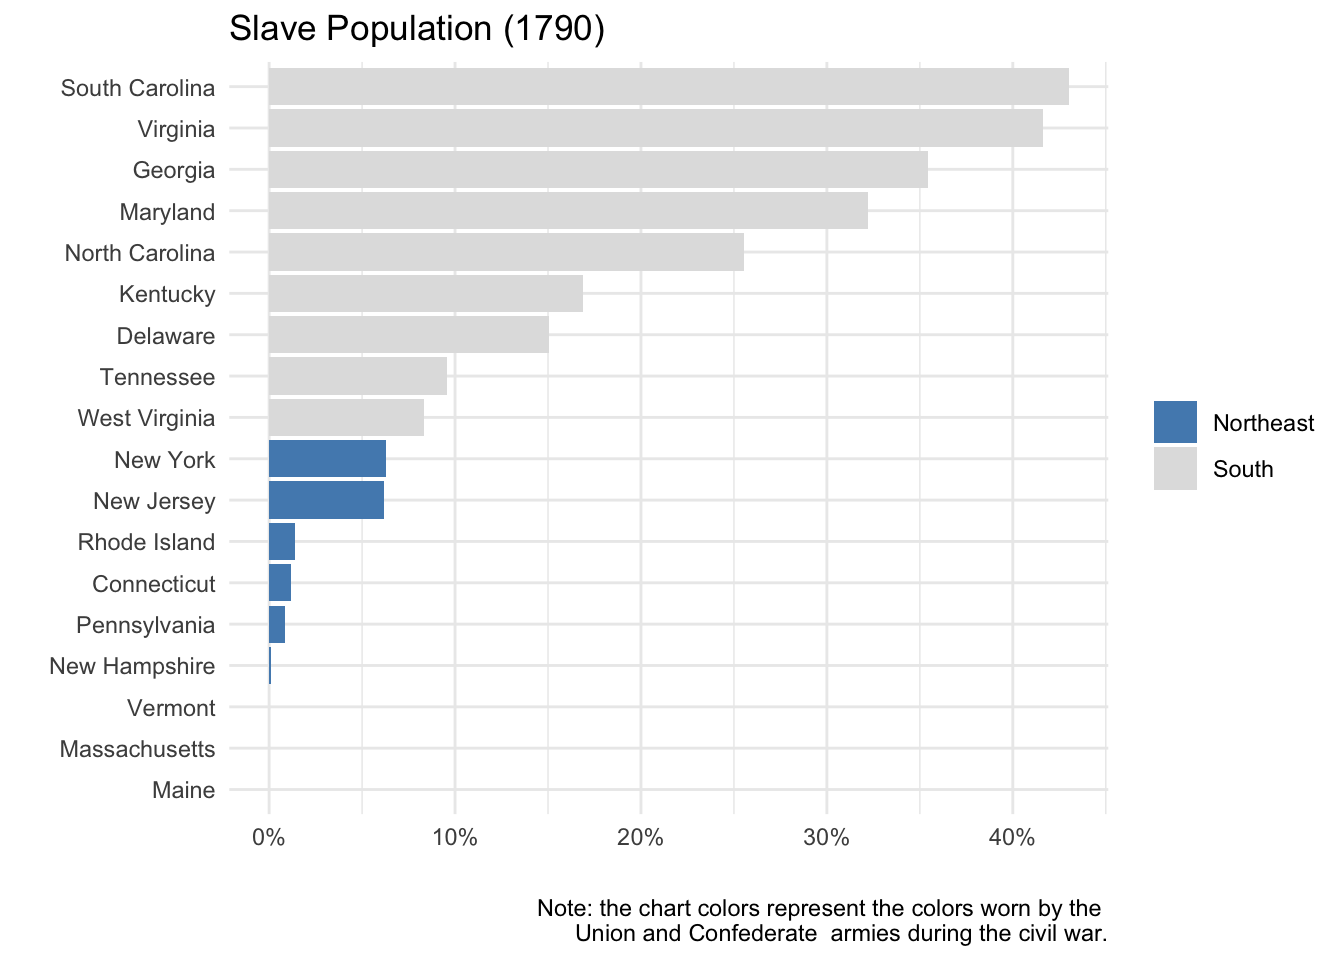 Slave Population (1790)
South Carolina
Virginia
Georgia
Maryland
North Carolina
Kentucky
Delaware
Tennessee
West Virginia
New York
New Jersey
Rhode Island
Connecticut
Pennsylvania
New Hampshire
Vermont
Massachusetts
Maine
0% 10% 20% 30% 40%
Northeast
South
Note: the chart colors represent the colors worn by the
Union and Confederate  armies during the civil war.